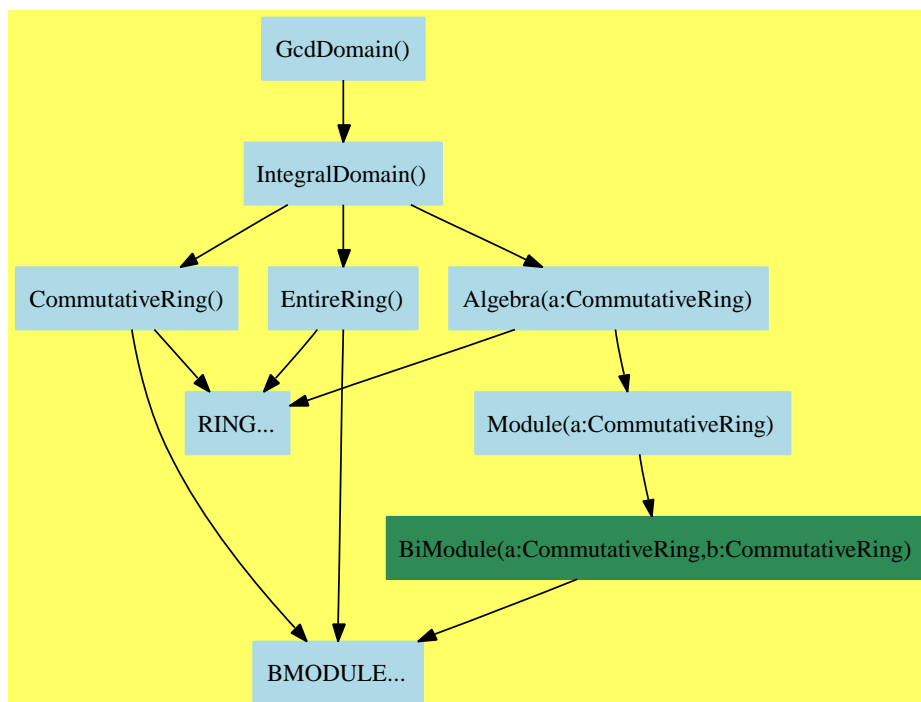 GcdDomain()
IntegralDomain()
CommutativeRing()
EntireRing()
Algebra(a:CommutativeRing)
RING...
Module(a:CommutativeRing)
BiModule(a:CommutativeRing,b:CommutativeRing)
BMODULE...